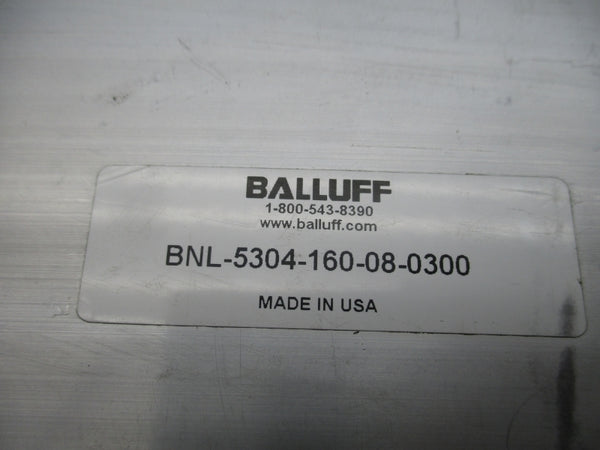 BALLUFF
1-800-543-8390
www.balluff.com
BNL-5304-160-08-0300
MADE IN USA